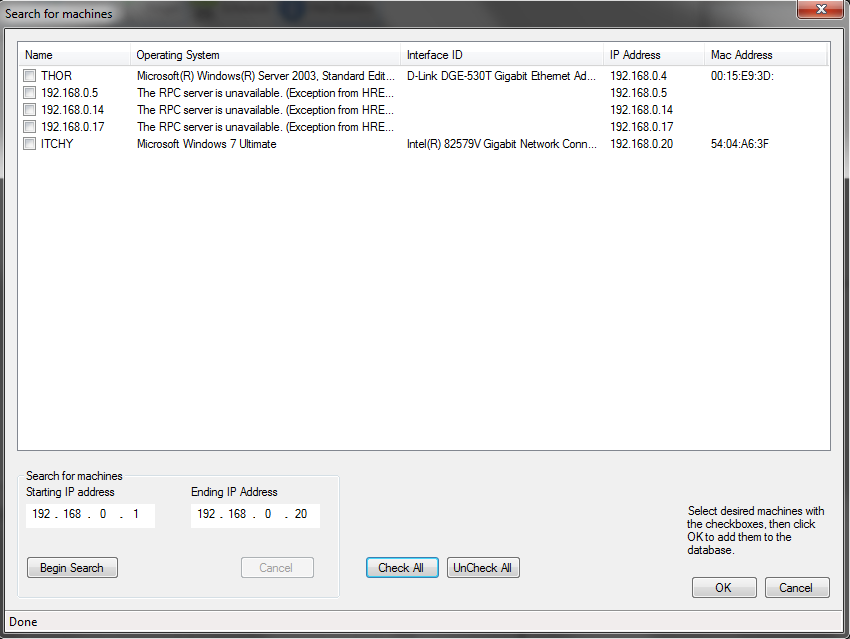 Search for machines
Name Operating System Interface ID IP Address Mac Address
THOR Microsoft(R) Windows(R) Server 2003, Standard Edit... D-Link DGE-530T Gigabit Ethernet Ad... 192.168.0.4 00:15:E9:3D:
192.168.0.5 The RPC server is unavailable. (Exception from HRE... 192.168.0.5
192.168.0.14 The RPC server is unavailable. (Exception from HRE... 192.168.0.14
192.168.0.17 The RPC server is unavailable. (Exception from HRE... 192.168.0.17
ITCHY Microsoft Windows 7 Ultimate Intel(R) 82579V Gigabit Network Conn... 192.168.0.20 54:04:A6:3F
Search for machines
Starting IP address Ending IP Address
192 . 168 . 0 . 1 192 . 168 . 0 . 20
Select desired machines with
the checkboxes, then click
OK to add them to the
database.
Begin Search Cancel Check All UnCheck All
OK Cancel
Done